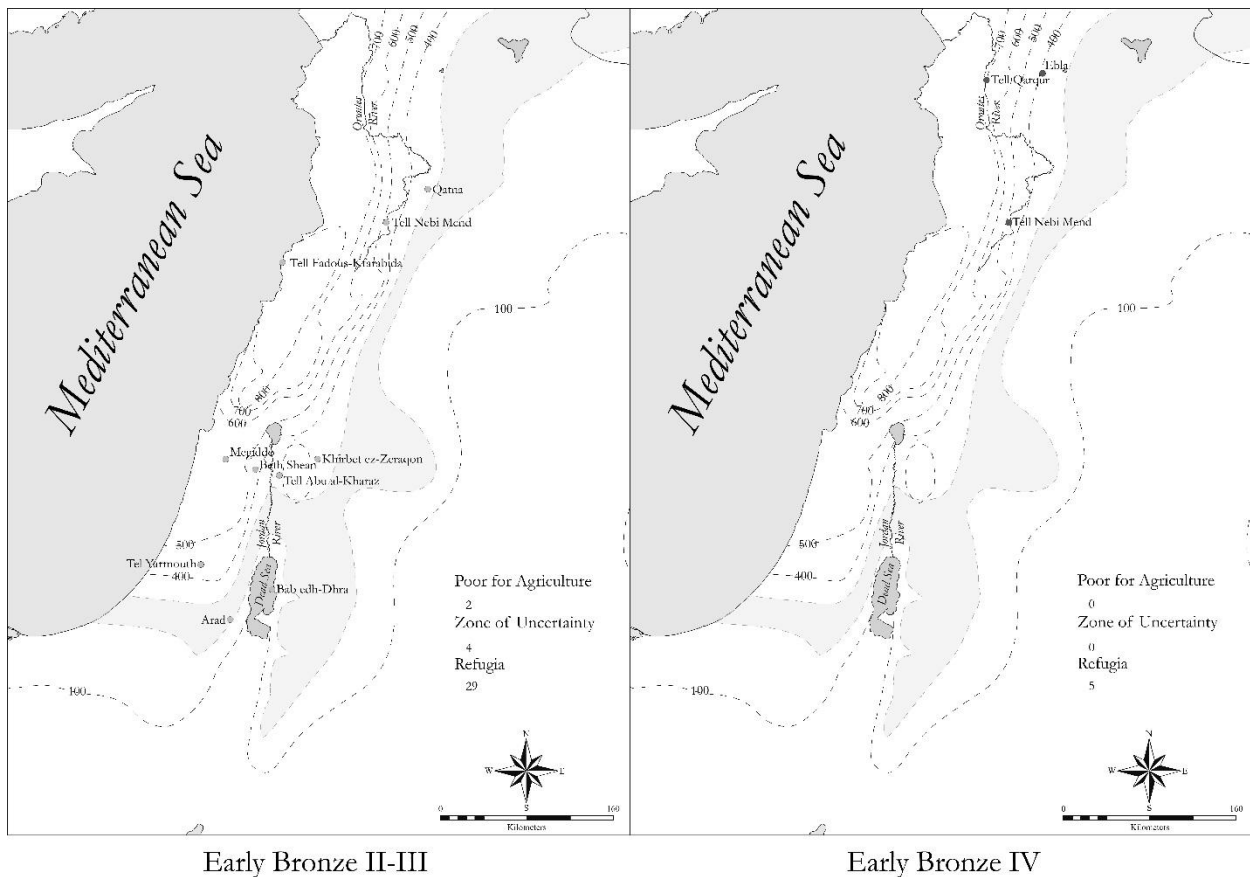 700
600
500
400
Orontes
River
Qatna
Tell Nebi Mend
Tell Fadous-Kfarabida
Mediterranean Sea
100
800
700
600
Megiddo
Beth Shean
Khirbet ez-Zeraqon
Tell Abu al-Kharaz
Jordan
River
500
Tel Yarmouth
400
Dead Sea
Bab edh-Dhra
Arad
100
Poor for Agriculture
2
Zone of Uncertainty
4
Refugia
29
N
W E
S
0 160
Kilometers
Early Bronze II-III
700
600
500
400
Ebla
Tell Qarqur
Orontes
River
Tell Nebi Mend
Mediterranean Sea
100
800
700
600
Jordan
River
500
400
Dead Sea
100
Poor for Agriculture
0
Zone of Uncertainty
0
Refugia
5
N
W E
S
0 160
Kilometers
Early Bronze IV